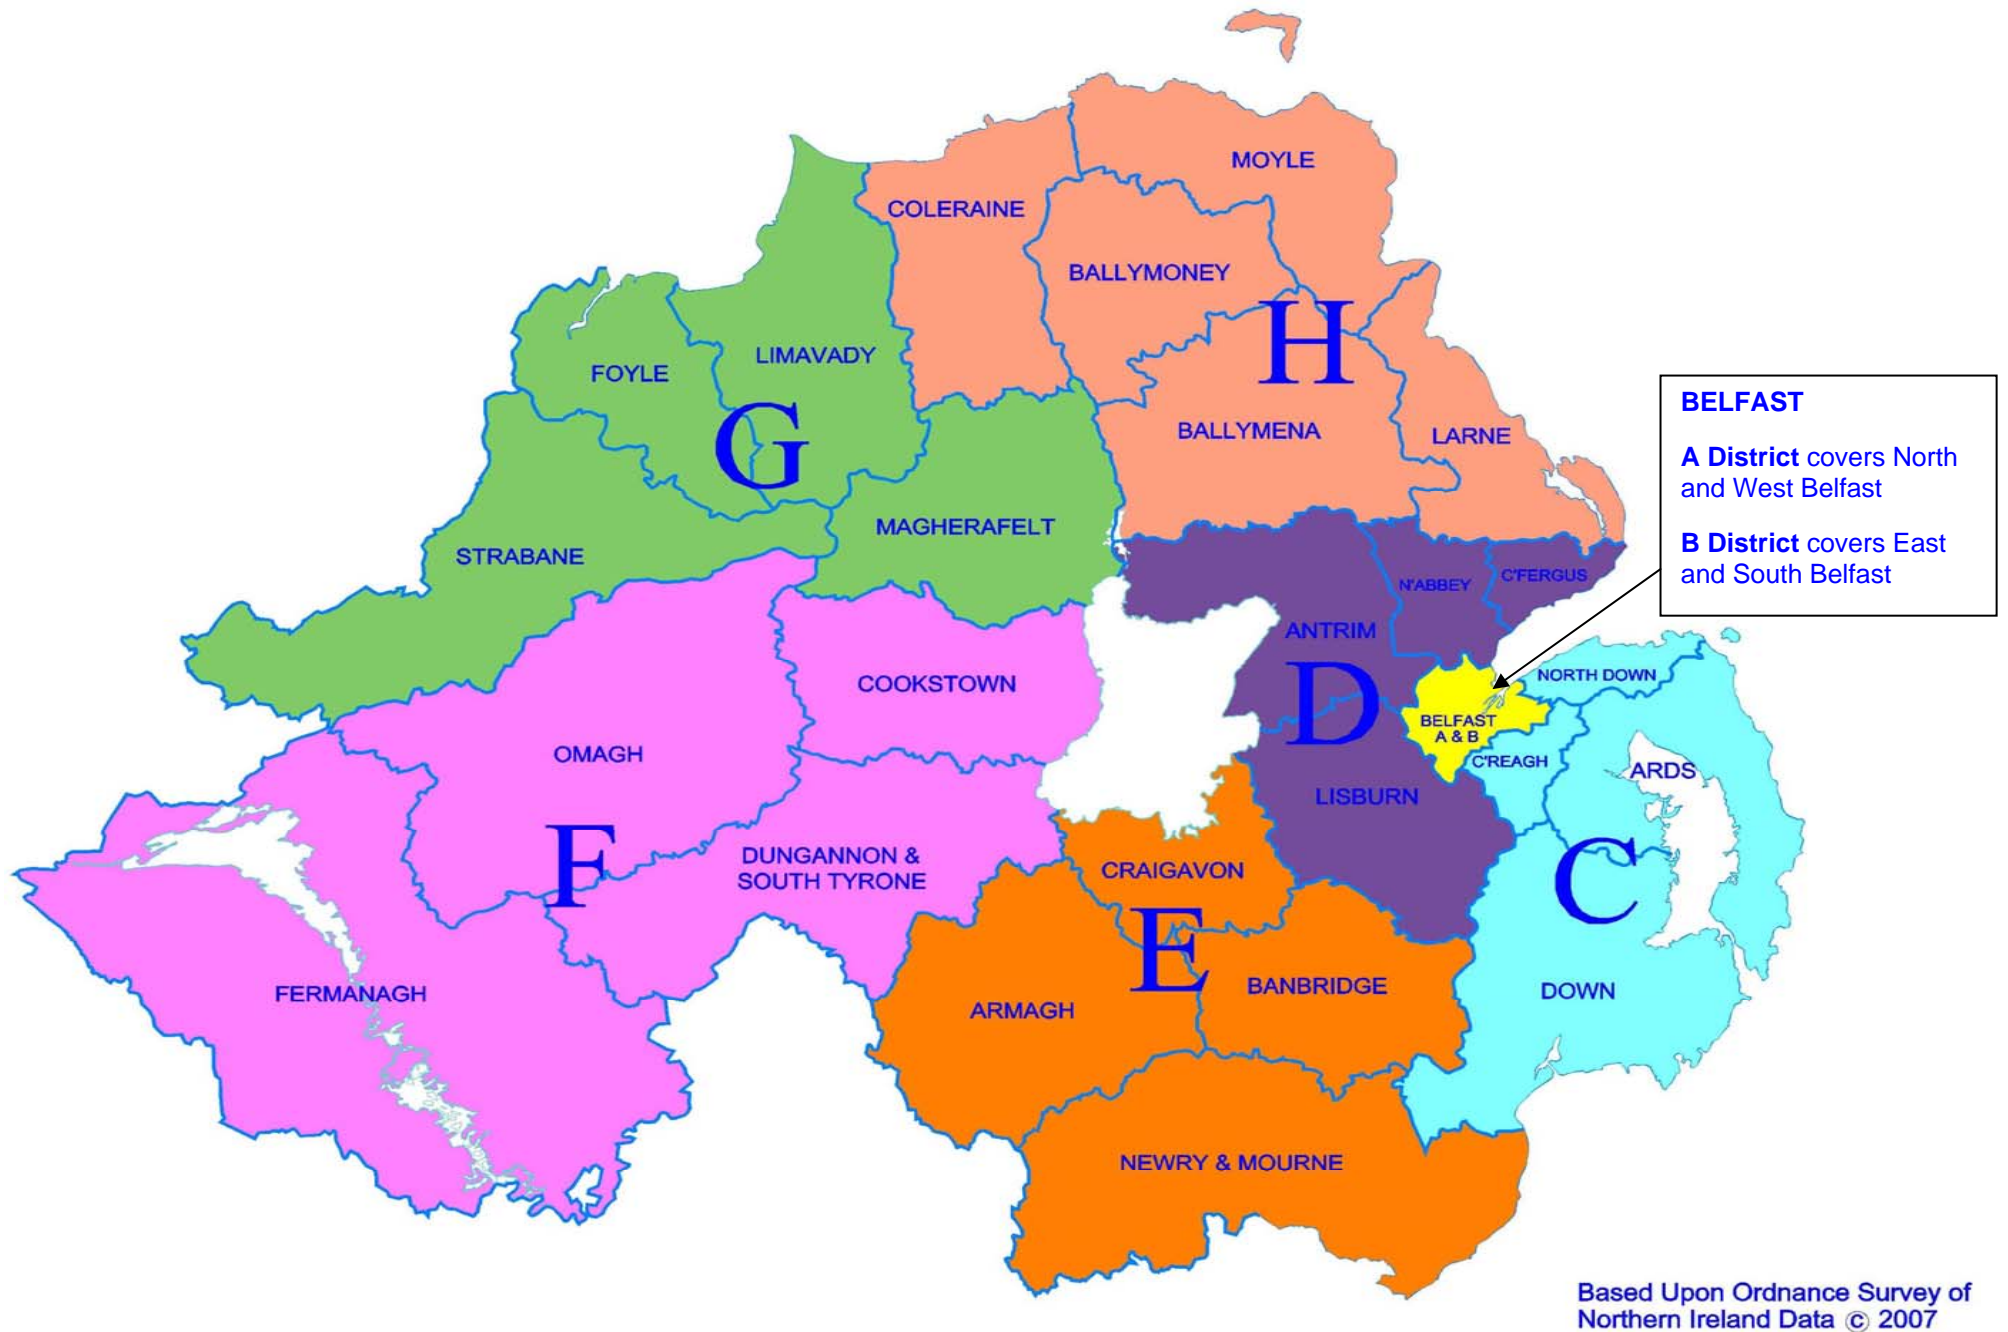 MOYLE
COLERAINE
BALLYMONEY
H
LIMAVADY
FOYLE
G
BALLYMENA
LARNE
BELFAST
A District covers North
and West Belfast
B District covers East
and South Belfast
MAGHERAFELT
STRABANE
N'ABBEY
C'FERGUS
ANTRIM
COOKSTOWN
D
NORTH DOWN
BELFAST
A & B
OMAGH
C'REAGH
ARDS
LISBURN
F
DUNGANNON &
SOUTH TYRONE
CRAIGAVON
C
E
FERMANAGH
ARMAGH
BANBRIDGE
DOWN
NEWRY & MOURNE
Based Upon Ordnance Survey of
Northern Ireland Data © 2007